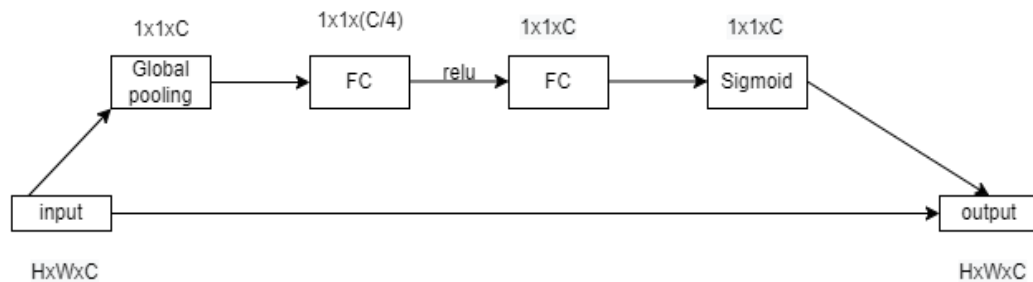 1x1xC
1x1x(C/4)
1x1xC
1x1xC
Global
pooling
FC
relu
FC
Sigmoid
input
output
HxWxC
HxWxC